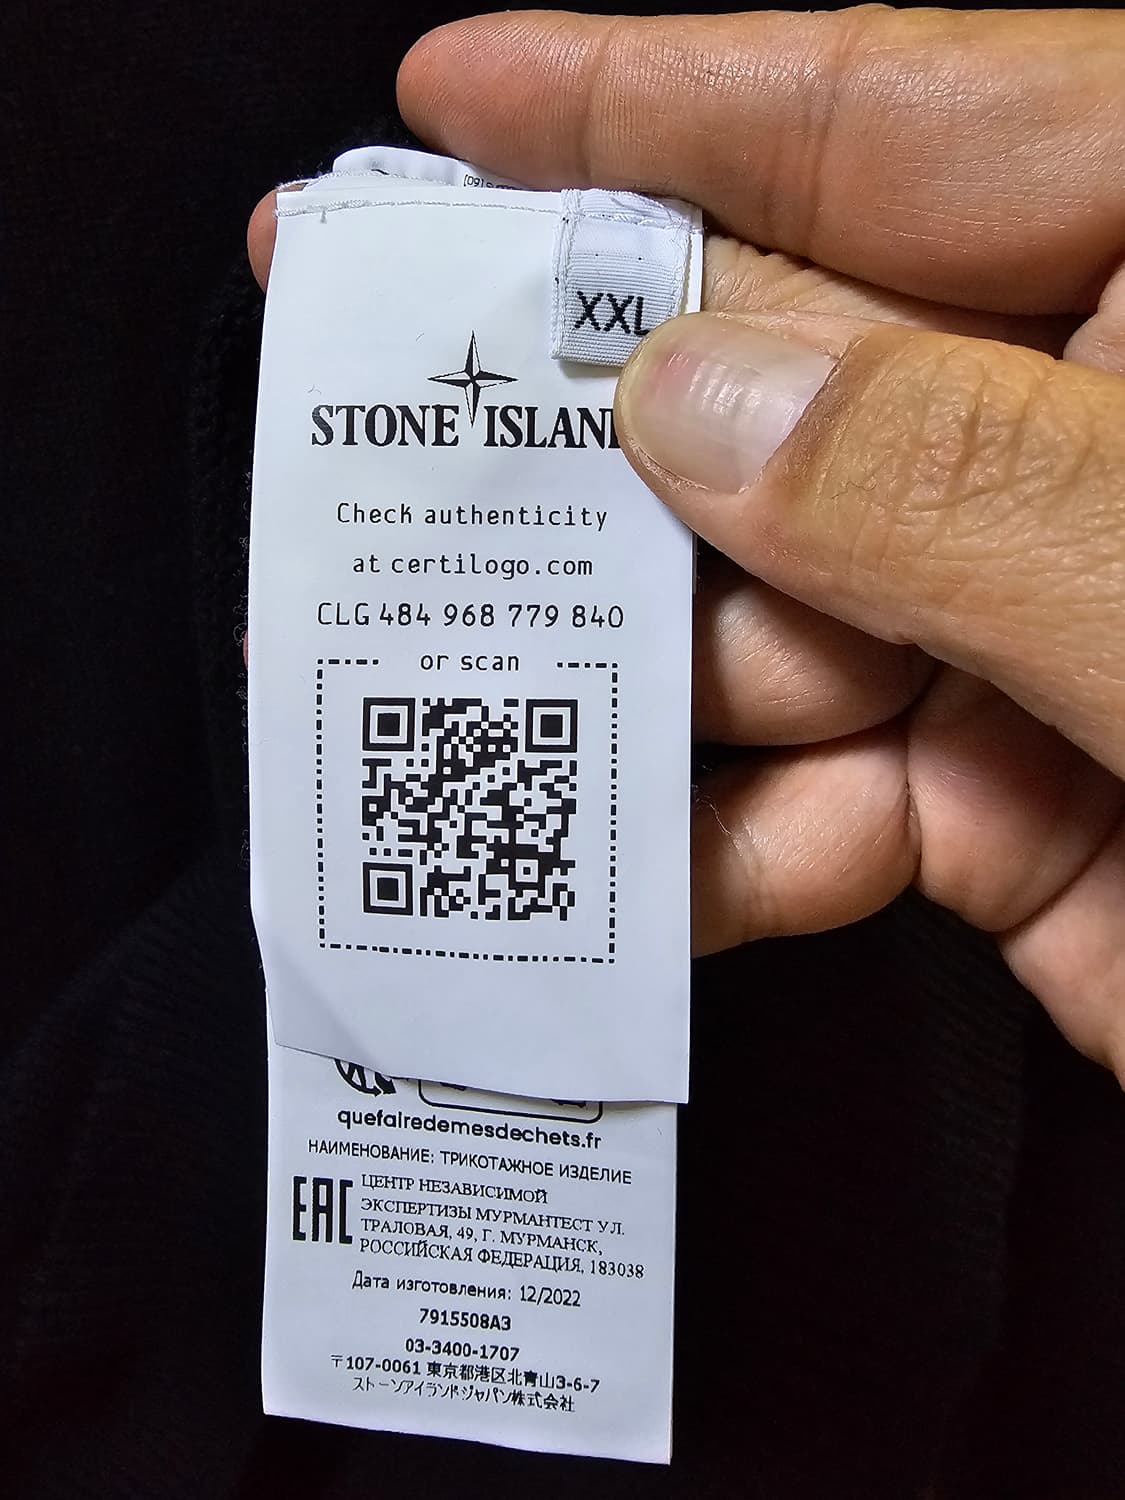 XXL
STONE ISLAN
Check authenticity
at certilogo.com
CLG 484 968 779 840
or scan
quefairedemesdechets.fr
НАИМЕНОВАНИЕ: ТРИКОТАЖНОЕ ИЗДЕЛИЕ
EAC
ЦЕНТР НЕЗАВИСИМОЙ
ЭКСПЕРТИЗЫ МУРМАНТЕСТ УЛ.
ТРАЛОВАЯ, 49, Г. МУРМАНСК,
РОССИЙСКАЯ ФЕДЕРАЦИЯ, 183038
Дата изготовления: 12/2022
7915508A3
03-3400-1707
〒107-0061 東京都港区北青山3-6-7
ストーンアイランドジャパン株式会社